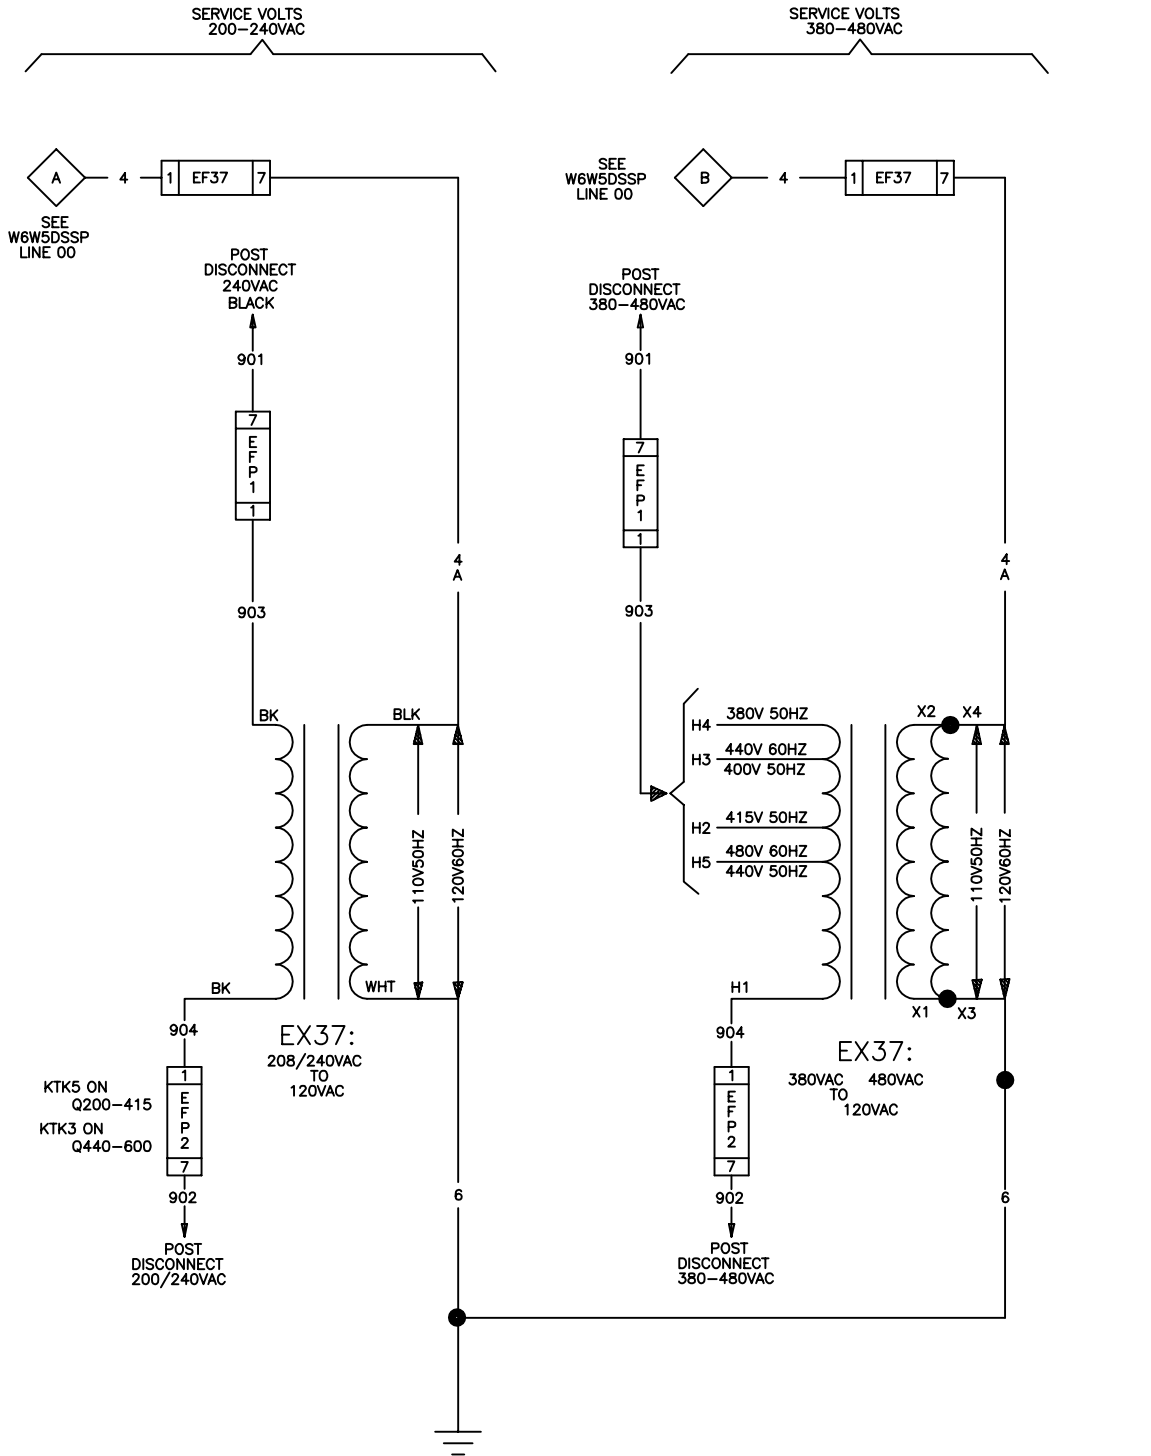 SERVICE VOLTS
200-240VAC
A
4
1
EF37
7
SEE
W6W5DSSP
LINE 00
POST
DISCONNECT
240VAC
BLACK
901
7
E
F
P
1
1
903
4
A
BK
BLK
110V50HZ
120V60HZ
BK
WHT
904
EX37:
208/240VAC
TO
120VAC
KTK5 ON
Q200-415
KTK3 ON
Q440-600
1
E
F
P
2
7
902
6
POST
DISCONNECT
200/240VAC
SERVICE VOLTS
380-480VAC
SEE
W6W5DSSP
LINE 00
B
4
1
EF37
7
POST
DISCONNECT
380-480VAC
901
7
E
F
P
1
1
903
4
A
H4
380V 50HZ
H3
440V 60HZ
400V 50HZ
H2
415V 50HZ
H5
480V 60HZ
440V 50HZ
X2
X4
110V50HZ
120V60HZ
H1
X1
X3
904
EX37:
380VAC 480VAC
TO
120VAC
1
E
F
P
2
7
902
6
POST
DISCONNECT
380-480VAC